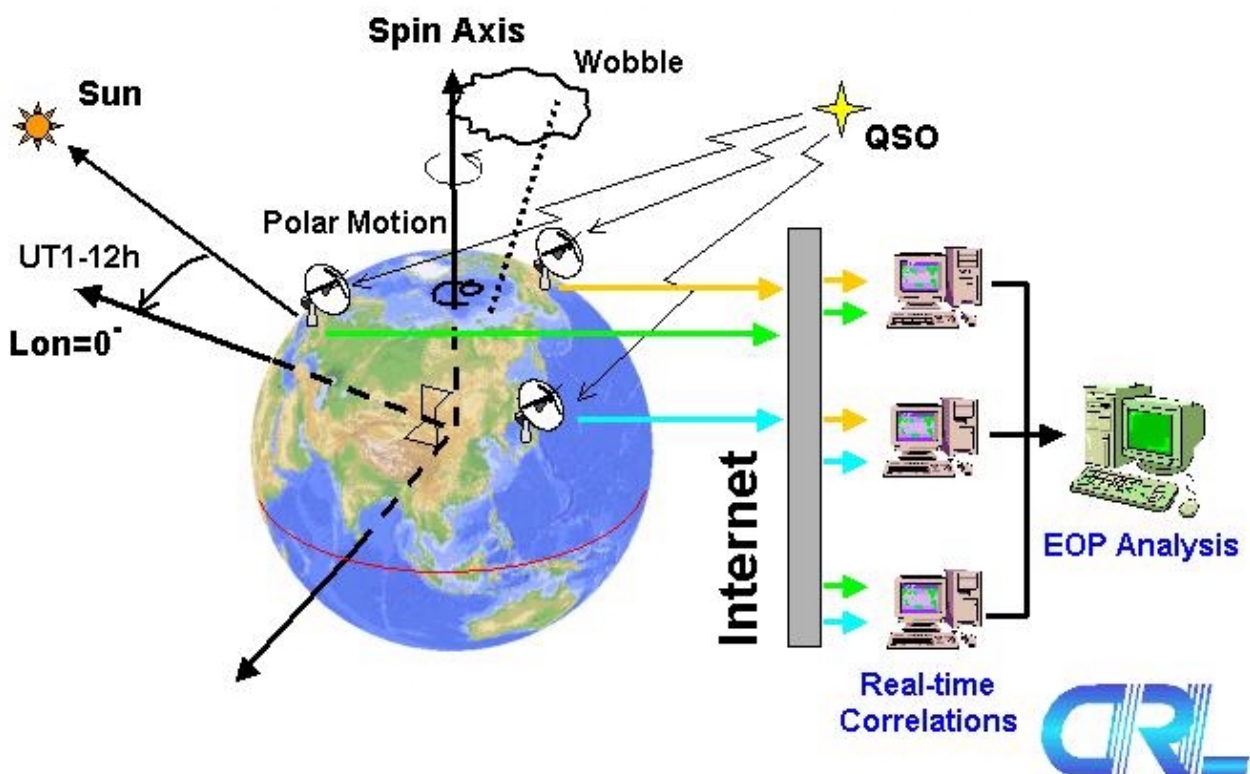 Spin Axis
Wobble
Sun
QSO
Polar Motion
UT1-12h
Lon=0˚
Internet
EOP Analysis
Real-time
Correlations
CRL